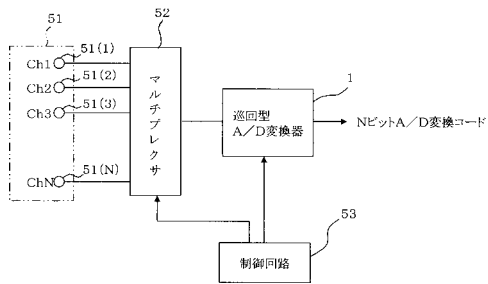 51
52
Ch1
51(1)
Ch2
51(2)
Ch3
51(3)
ChN
51(N)
マルチプレクサ
1
巡回型
A/D変換器
NビットA/D変換コード
53
制御回路